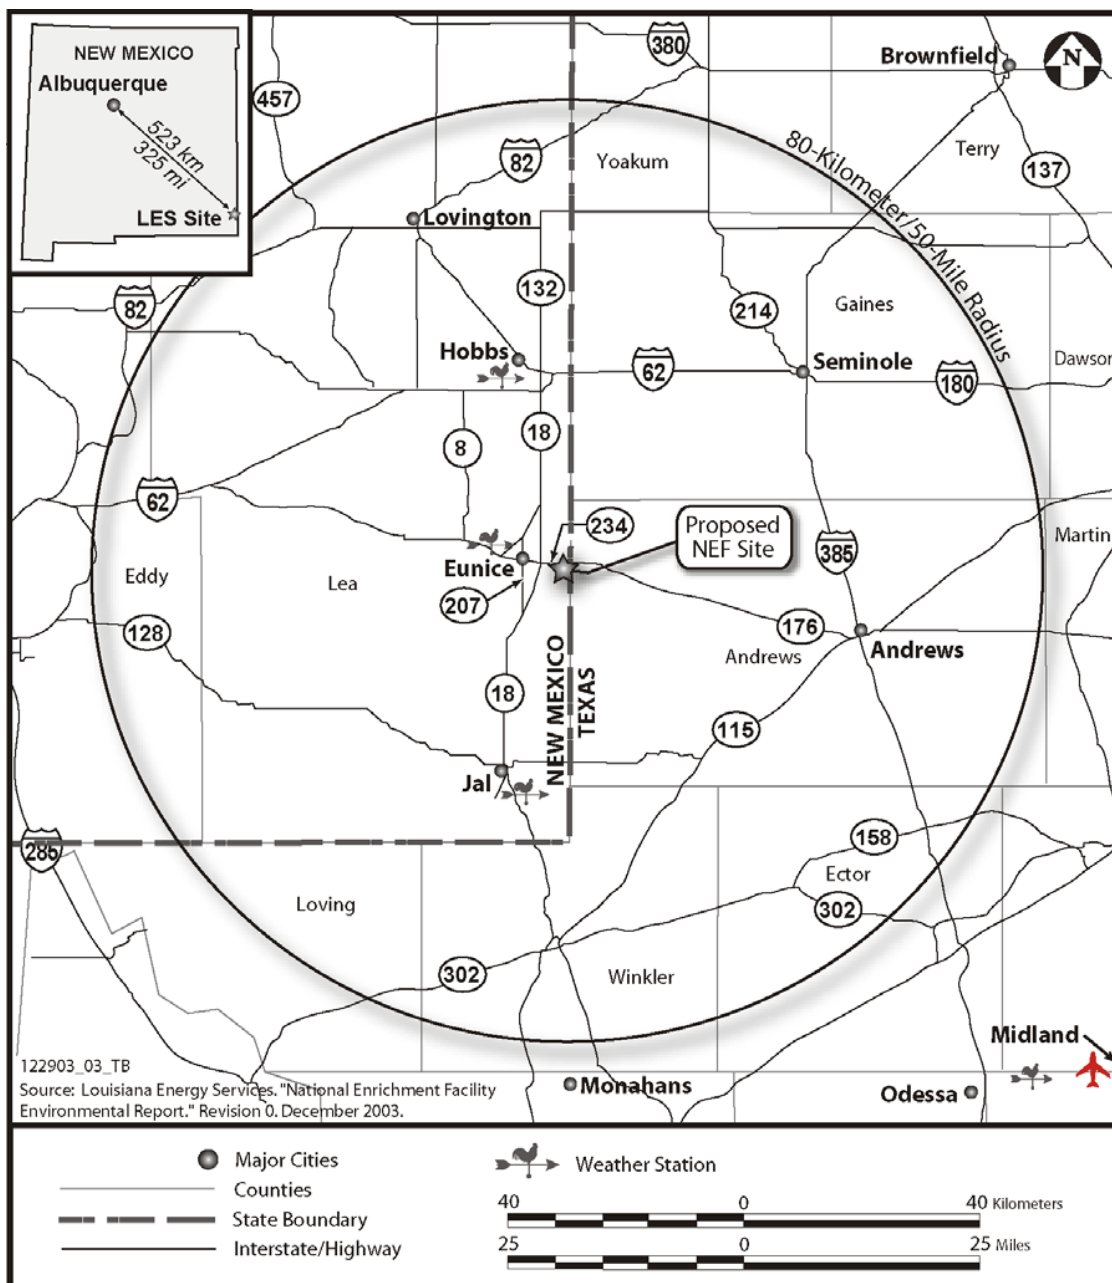 NEW MEXICO
Albuquerque
523 km
325 mi
LES Site
457
380
Brownfield
N
82
Yoakum
80-Kilometer/50-Mile Radius
Terry
137
Lovington
82
132
214
Gaines
Hobbs
62
Seminole
180
Dawson
8
18
62
234
Proposed
NEF Site
385
Martin
Eunice
Eddy
Lea
207
128
176
Andrews
Andrews
18
NEW MEXICO
TEXAS
115
Jal
285
158
Ector
302
Loving
302
Winkler
Midland
122903_03_TB
Monahans
Odessa
Source: Louisiana Energy Services. "National Enrichment Facility
Environmental Report." Revision 0. December 2003.
Major Cities
Weather Station
Counties
State Boundary
Interstate/Highway
40 0 40 Kilometers
25 0 25 Miles